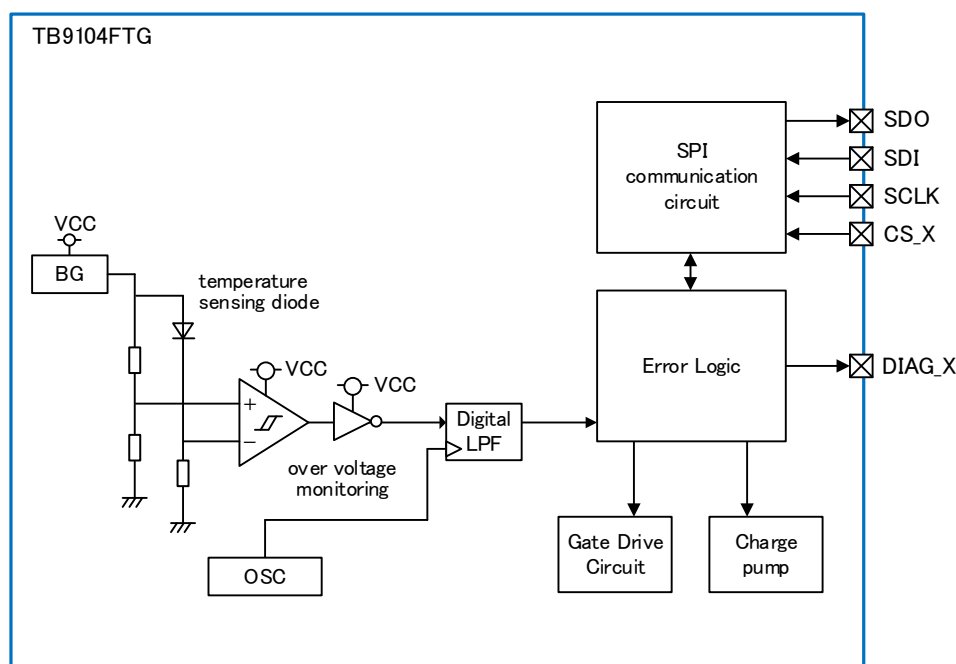 TB9104FTG
SDO
SPI
communication
circuit
SDI
SCLK
CS_X
VCC
BG
temperature
sensing diode
VCC
VCC
+
−
Digital
LPF
over voltage
monitoring
OSC
Error Logic
DIAG_X
Gate Drive
Circuit
Charge
pump